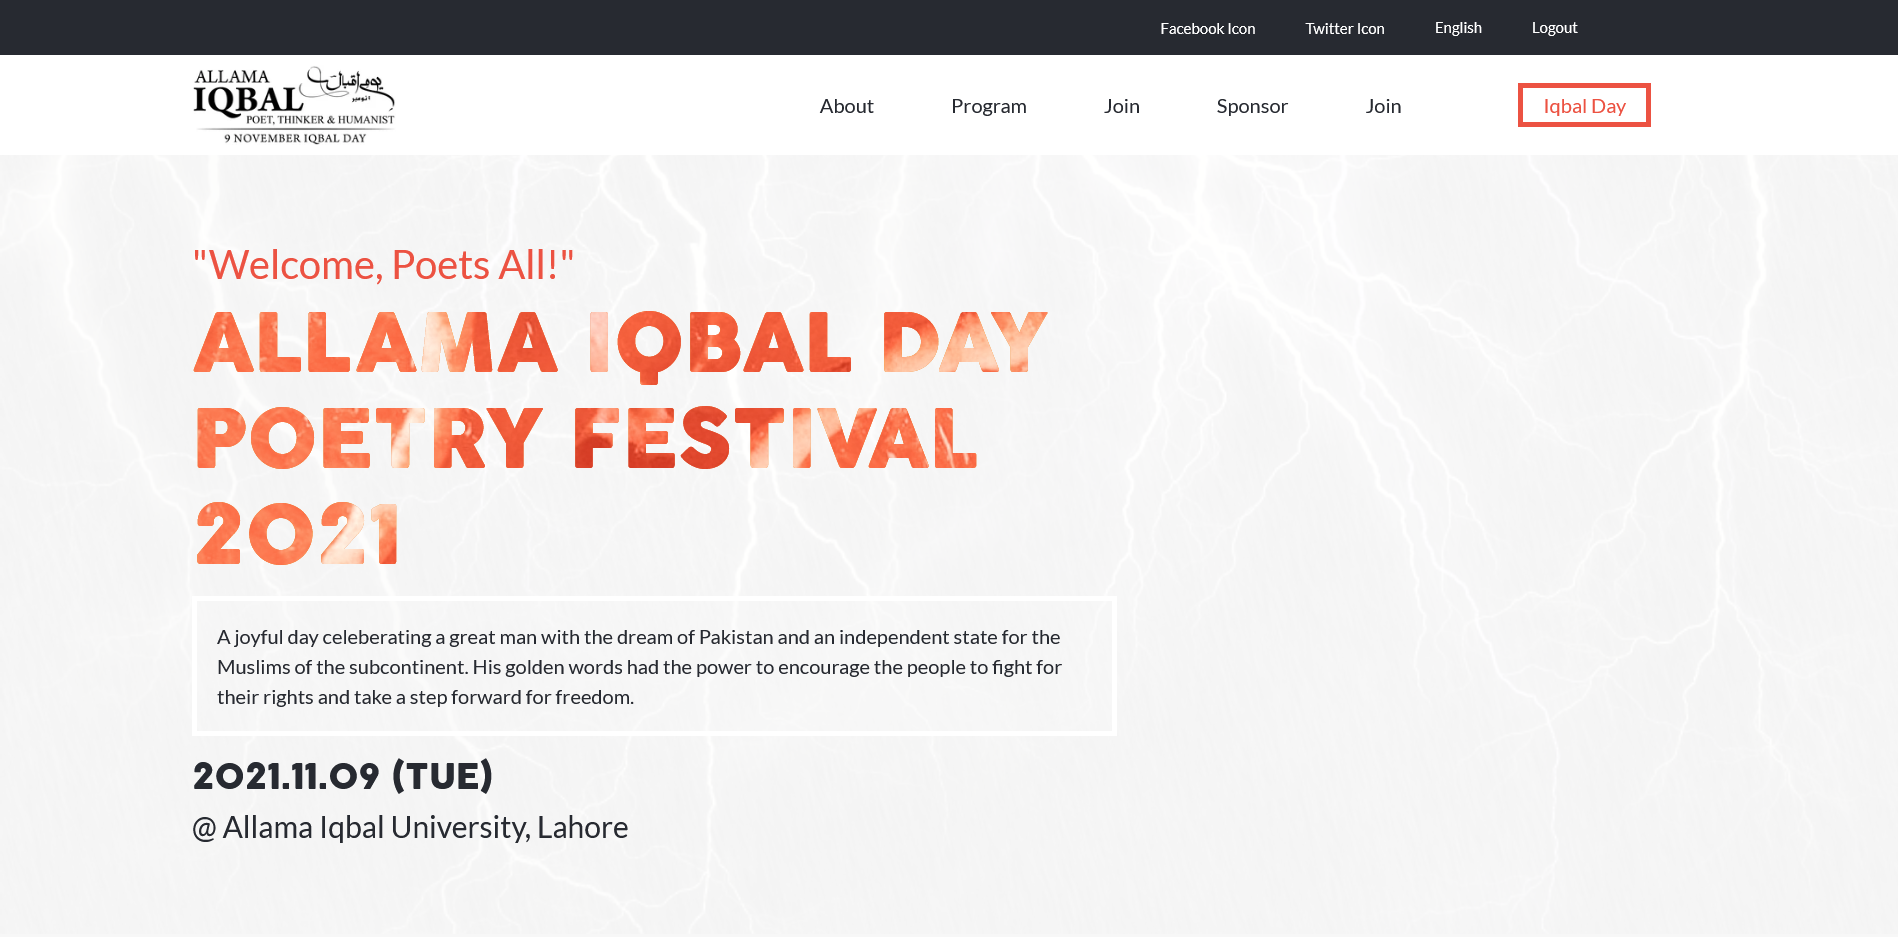 Facebook Icon Twitter Icon English Logout
ALLAMA
IQBAL یومِ اقبال
۹ نومبر
POET, THINKER & HUMANIST
9 NOVEMBER IQBAL DAY
About Program Join Sponsor Join Iqbal Day
"Welcome, Poets All!"
ALLAMA IQBAL DAY
POETRY FESTIVAL
2021
A joyful day celeberating a great man with the dream of Pakistan and an independent state for the
Muslims of the subcontinent. His golden words had the power to encourage the people to fight for
their rights and take a step forward for freedom.
2021.11.09 (TUE)
@ Allama Iqbal University, Lahore